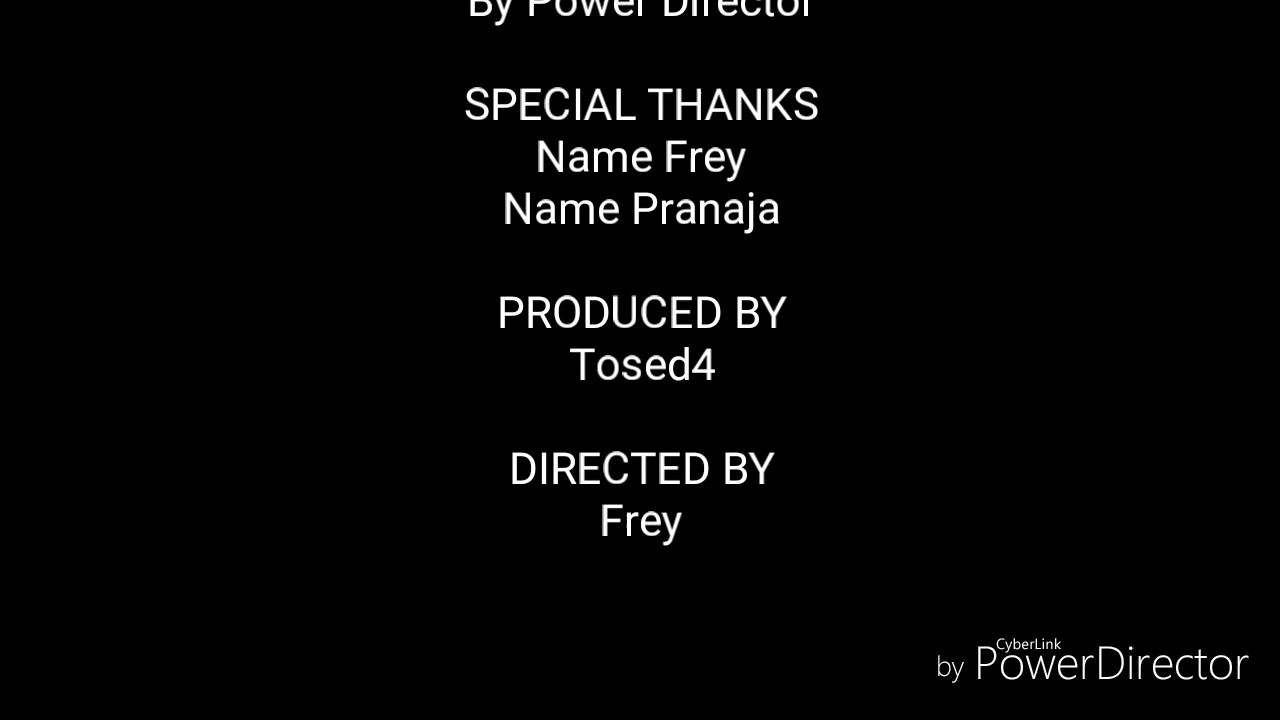 By Power Director
SPECIAL THANKS
Name Frey
Name Pranaja
PRODUCED BY
Tosed4
DIRECTED BY
Frey
CyberLink
by PowerDirector